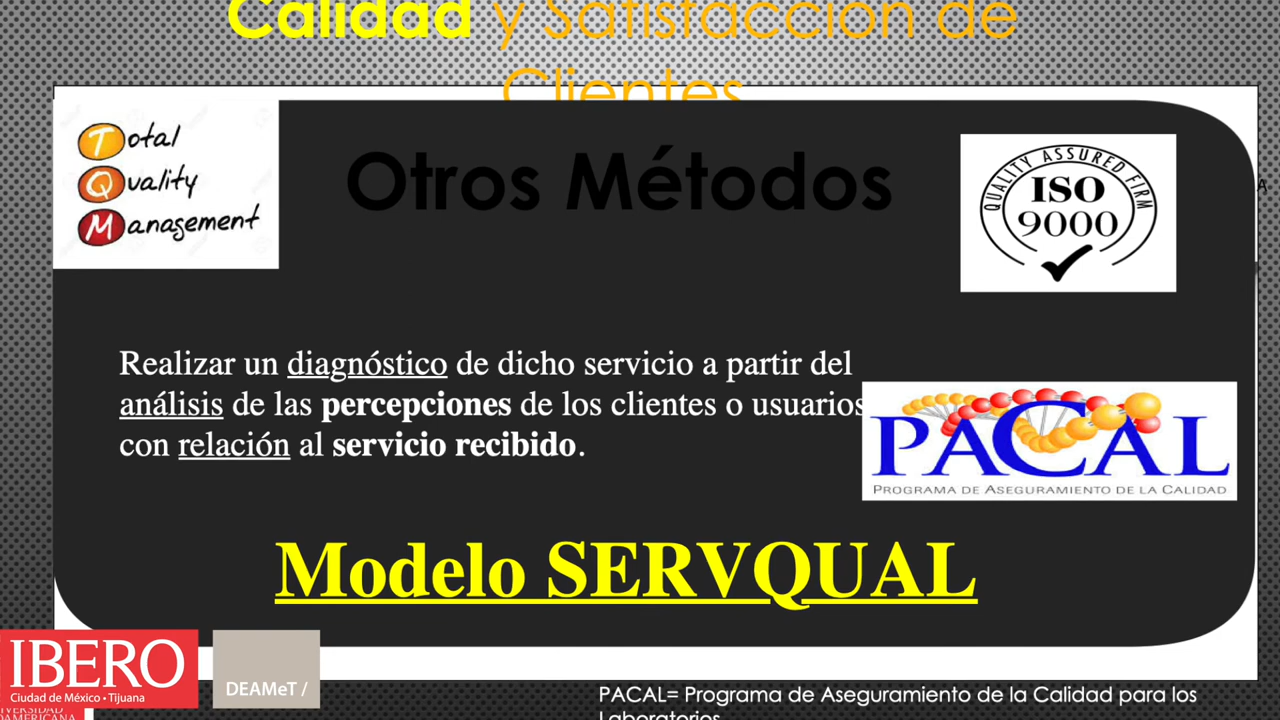 Calidad y Satisfacción de
Clientes
Total
Quality
Management
Otros Métodos
QUALITY ASSURED FIRM
ISO
9000
A
Realizar un diagnóstico de dicho servicio a partir del
análisis de las percepciones de los clientes o usuarios
con relación al servicio recibido.
PACAL
PROGRAMA DE ASEGURAMIENTO DE LA CALIDAD
Modelo SERVQUAL
IBERO
Ciudad de México • Tijuana
DEAMeT /
PACAL= Programa de Aseguramiento de la Calidad para los
Laboratorios